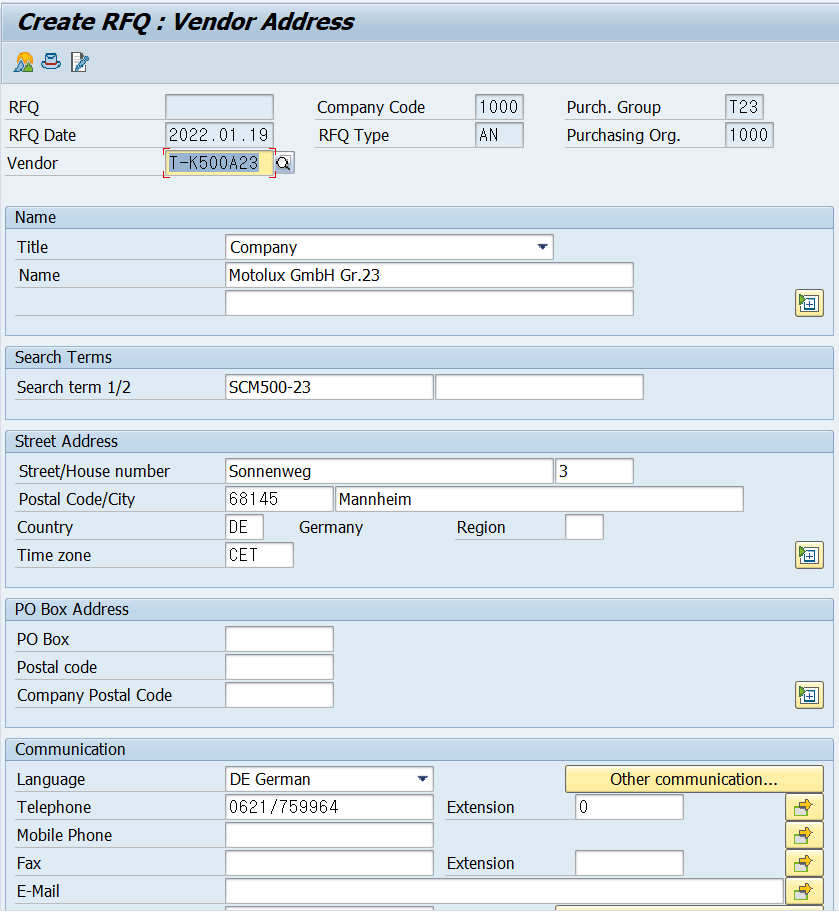 Create RFQ : Vendor Address
RFQ Company Code 1000 Purch. Group T23
RFQ Date 2022.01.19 RFQ Type AN Purchasing Org. 1000
Vendor T-K500A23
Name
Title Company
Name Motolux GmbH Gr.23
Search Terms
Search term 1/2 SCM500-23
Street Address
Street/House number Sonnenweg 3
Postal Code/City 68145 Mannheim
Country DE Germany Region
Time zone CET
PO Box Address
PO Box
Postal code
Company Postal Code
Communication
Language DE German Other communication...
Telephone 0621/759964 Extension 0
Mobile Phone
Fax Extension
E-Mail